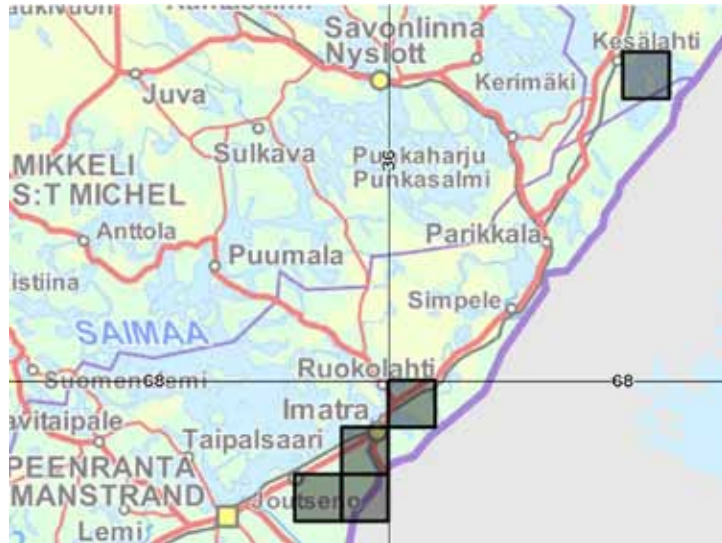 aukivuori
Savonlinna
Nyslott
Kesälahti
Kerimäki
Juva
Sulkava
36
Punkaharju
Punkasalmi
MIKKELI
S:T MICHEL
Anttola
Parikkala
Puumala
istiina
Simpele
SAIMAA
Ruokolahti
68
68
Imatra
avitaipale
Taipalsaari
PEENRANTA
MANSTRAND
Joutseno
Lemi